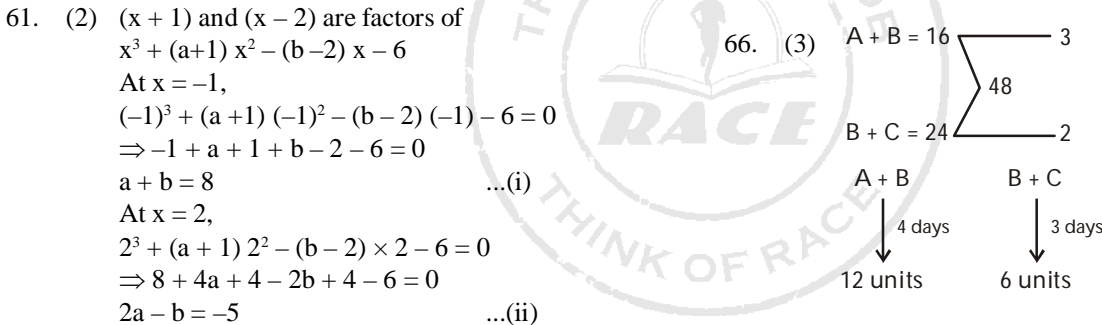 61. (2) (x + 1) and (x – 2) are factors of
x³ + (a+1) x² – (b –2) x – 6
At x = –1,
(–1)³ + (a +1) (–1)² – (b – 2) (–1) – 6 = 0
⇒ –1 + a + 1 + b – 2 – 6 = 0
a + b = 8 ...(i)
At x = 2,
2³ + (a + 1) 2² – (b – 2) × 2 – 6 = 0
⇒ 8 + 4a + 4 – 2b + 4 – 6 = 0
2a – b = –5 ...(ii)
66. (3) A + B = 16 3
48
B + C = 24 2
A + B B + C
4 days 3 days
12 units 6 units
RACE
THINK OF RACE